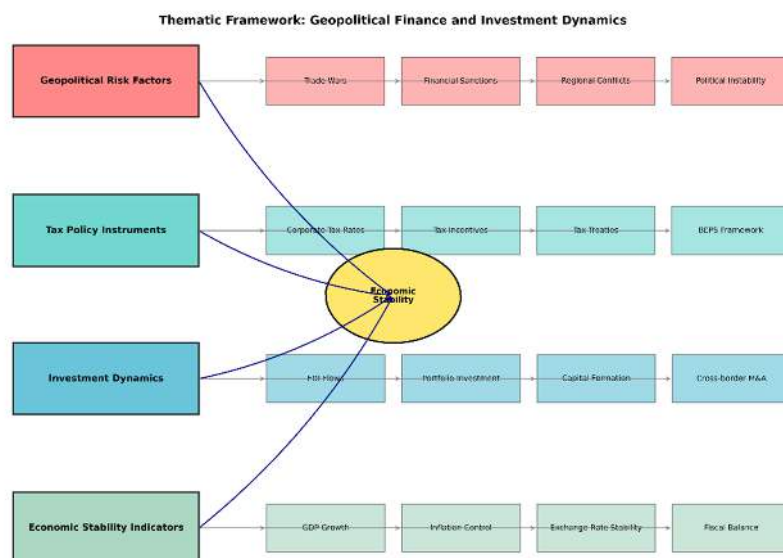 Thematic Framework: Geopolitical Finance and Investment Dynamics
Geopolitical Risk Factors
Trade Wars
Financial Sanctions
Regional Conflicts
Political Instability
Tax Policy Instruments
Corporate Tax Rates
Tax Incentives
Tax Treaties
BEPS Framework
Economic
Stability
Investment Dynamics
FDI Flows
Portfolio Investment
Capital Formation
Cross-border M&A
Economic Stability Indicators
GDP Growth
Inflation Control
Exchange Rate Stability
Fiscal Balance